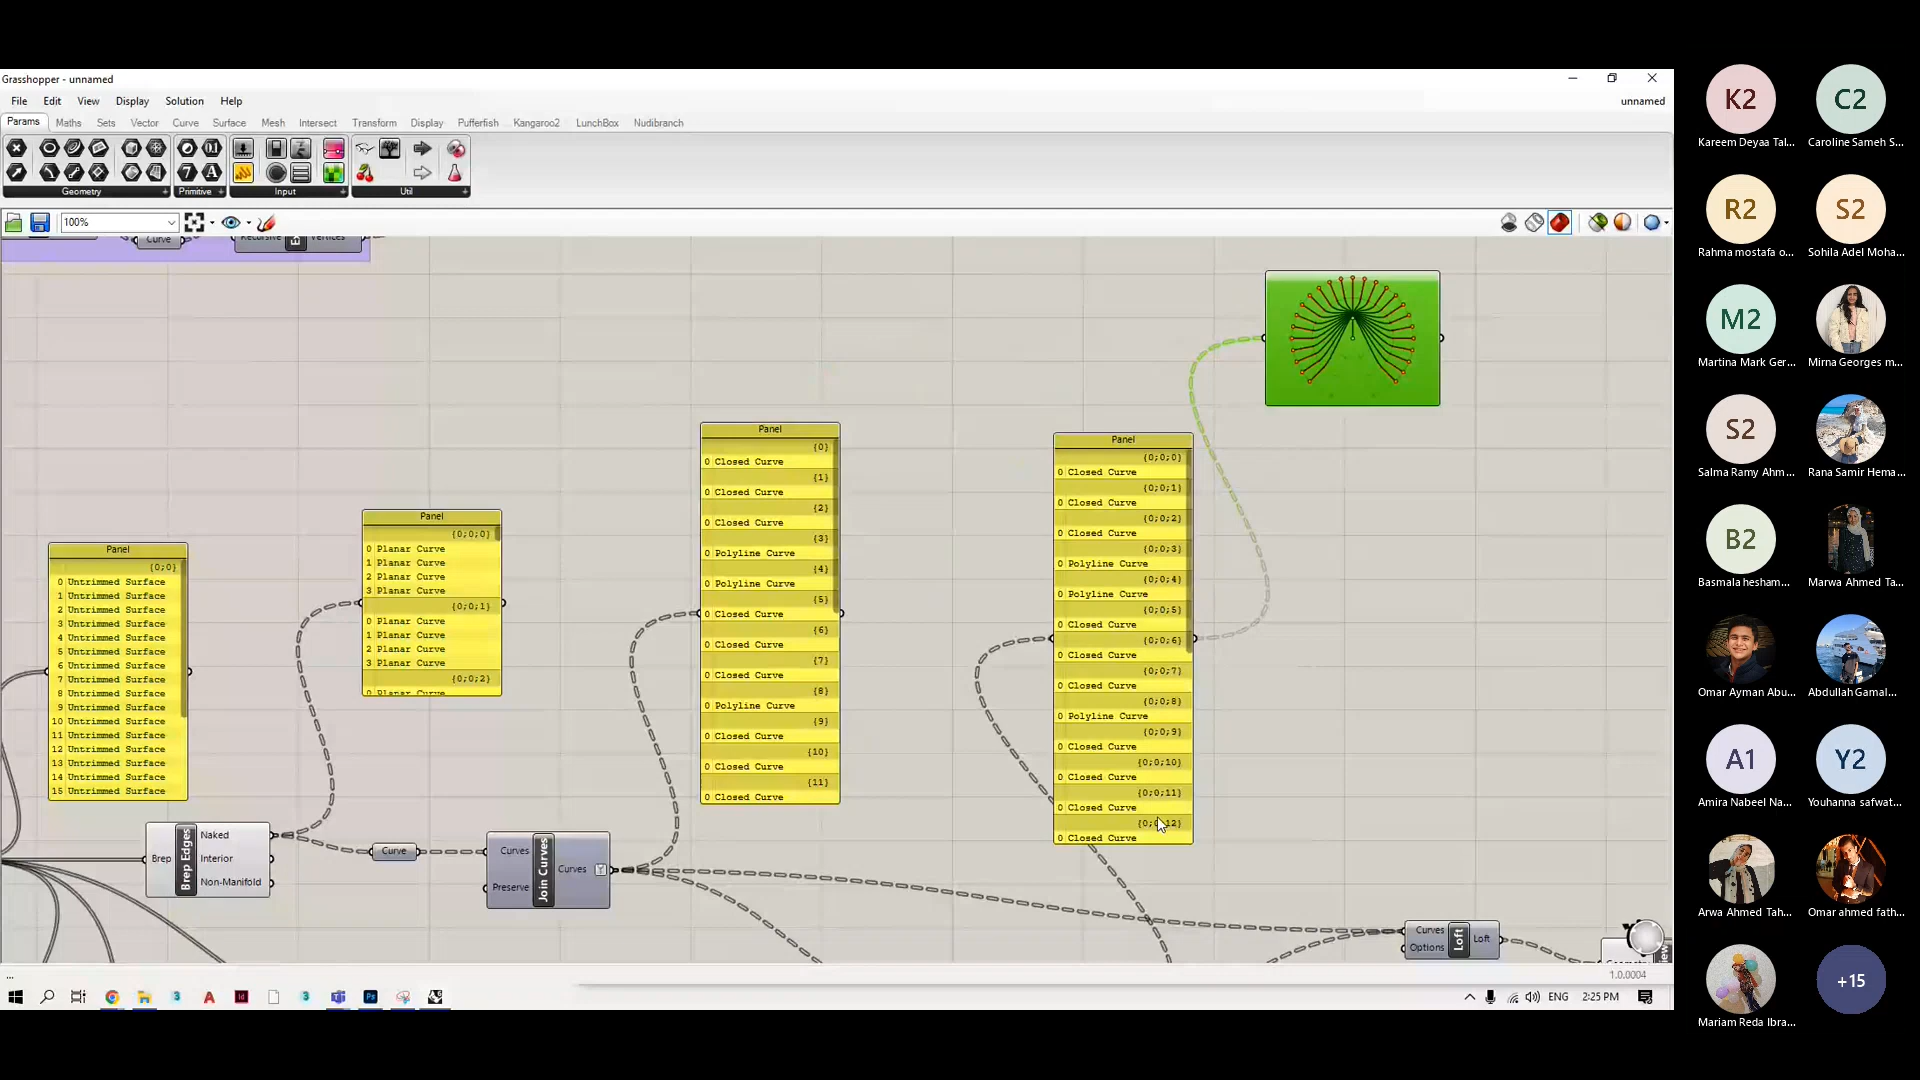 Grasshopper - unnamed
File Edit View Display Solution Help
unnamed
Params Maths Sets Vector Curve Surface Mesh Intersect Transform Display Pufferfish Kangaroo2 LunchBox Nudibranch
Geometry
Primitive
Input
Util
100%
Curve
Recursive
Vertices
Panel
{0;0}
0 Untrimmed Surface
1 Untrimmed Surface
2 Untrimmed Surface
3 Untrimmed Surface
4 Untrimmed Surface
5 Untrimmed Surface
6 Untrimmed Surface
7 Untrimmed Surface
8 Untrimmed Surface
9 Untrimmed Surface
10 Untrimmed Surface
11 Untrimmed Surface
12 Untrimmed Surface
13 Untrimmed Surface
14 Untrimmed Surface
15 Untrimmed Surface
Panel
{0;0;0}
0 Planar Curve
1 Planar Curve
2 Planar Curve
3 Planar Curve
{0;0;1}
0 Planar Curve
1 Planar Curve
2 Planar Curve
3 Planar Curve
{0;0;2}
0 Planar Curve
Panel
{0}
0 Closed Curve
{1}
0 Closed Curve
{2}
0 Closed Curve
{3}
0 Polyline Curve
{4}
0 Polyline Curve
{5}
0 Closed Curve
{6}
0 Closed Curve
{7}
0 Closed Curve
{8}
0 Polyline Curve
{9}
0 Closed Curve
{10}
0 Closed Curve
{11}
0 Closed Curve
Panel
{0;0;0}
0 Closed Curve
{0;0;1}
0 Closed Curve
{0;0;2}
0 Closed Curve
{0;0;3}
0 Polyline Curve
{0;0;4}
0 Polyline Curve
{0;0;5}
0 Closed Curve
{0;0;6}
0 Closed Curve
{0;0;7}
0 Closed Curve
{0;0;8}
0 Polyline Curve
{0;0;9}
0 Closed Curve
{0;0;10}
0 Closed Curve
{0;0;11}
0 Closed Curve
0 Closed Curve
Brep
Brep Edges
Naked
Interior
Non-Manifold
Curve
Curves
Preserve
Join Curves
Curves
Curves
Options
Loft
Loft
...
1.0.0004
ENG
2:25 PM
K2
Kareem Deyaa Tal...
C2
Caroline Sameh S...
R2
Rahma mostafa o...
S2
Sohila Adel Moha...
M2
Martina Mark Ger...
Mirna Georges m...
S2
Salma Ramy Ahm...
Rana Samir Hema...
B2
Basmala hesham...
Marwa Ahmed Ta...
Omar Ayman Abu...
Abdullah Gamal...
A1
Amira Nabeel Na...
Y2
Youhanna safwat...
Arwa Ahmed Tah...
Omar ahmed fath...
Mariam Reda Ibra...
+15